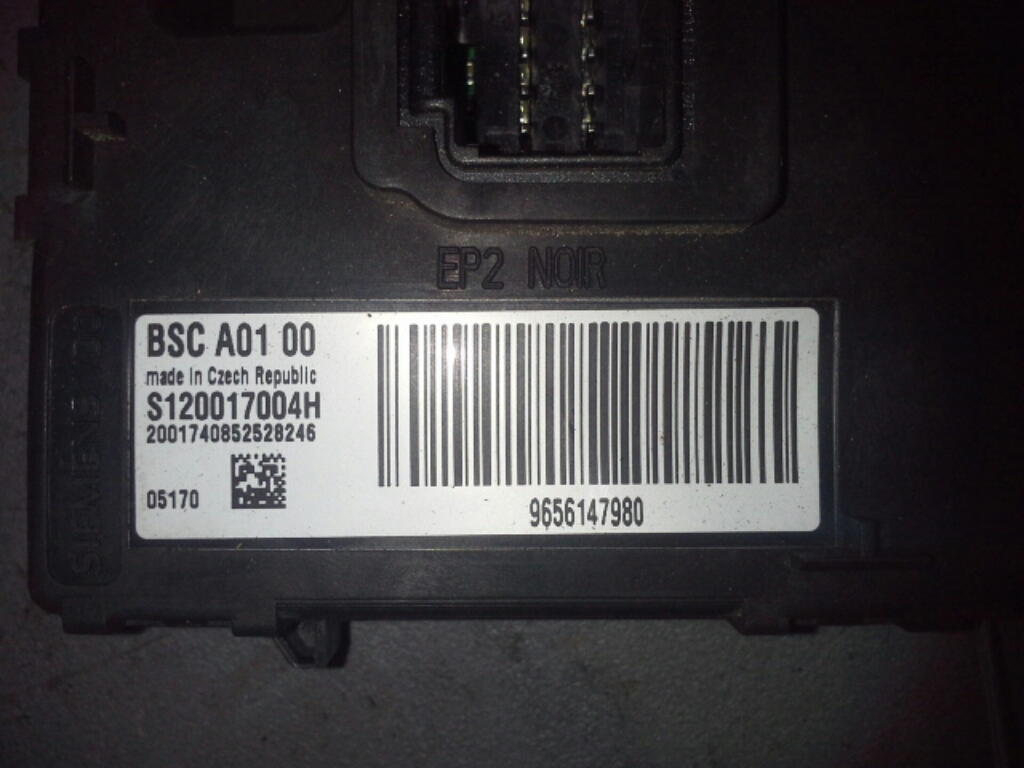 EP2 NOIR
SIEMENS VDO
BSC A01 00
made in Czech Republic
S120017004H
2001740852528246
05170
9656147980